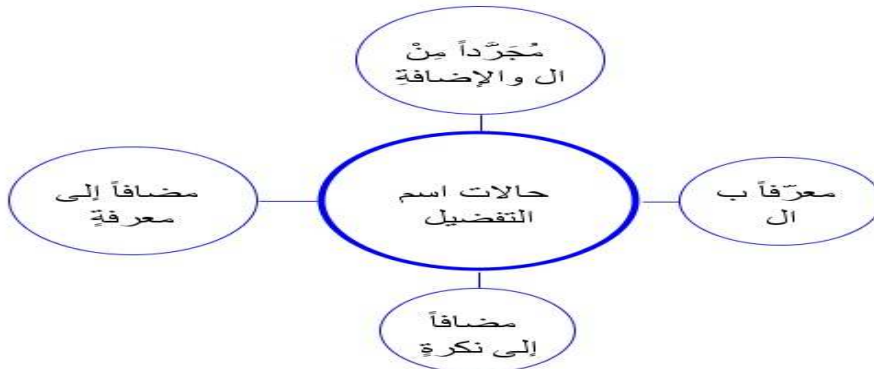 مُجَرَّداً مِنْ
ال والإضافةِ
معرّفاً ب
ال
حالات اسم
التفضيل
مضافاً إلى
معرفةٍ
مضافاً
إلى نكرةٍ